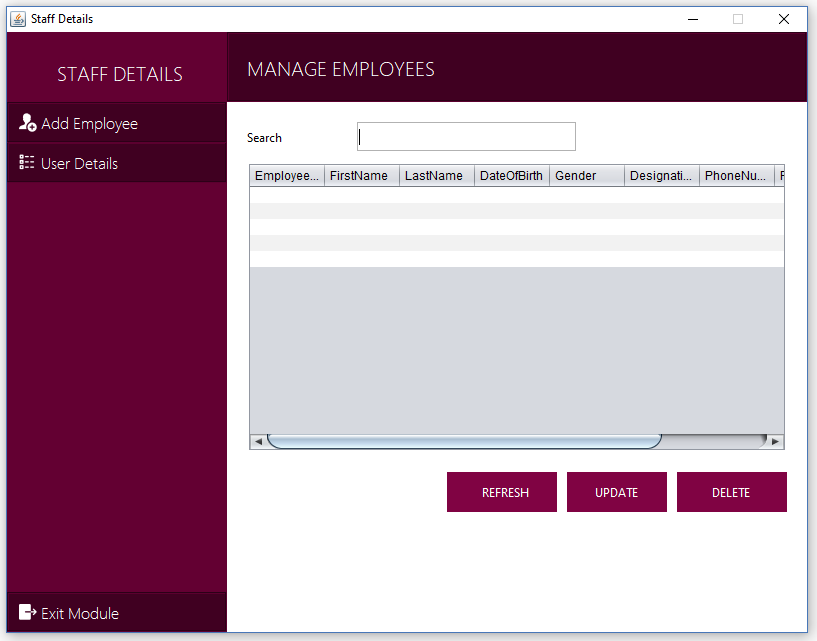 Staff Details
STAFF DETAILS
MANAGE EMPLOYEES
Add Employee
User Details
Search
Employee... FirstName LastName DateOfBirth Gender Designati... PhoneNu...
REFRESH UPDATE DELETE
Exit Module